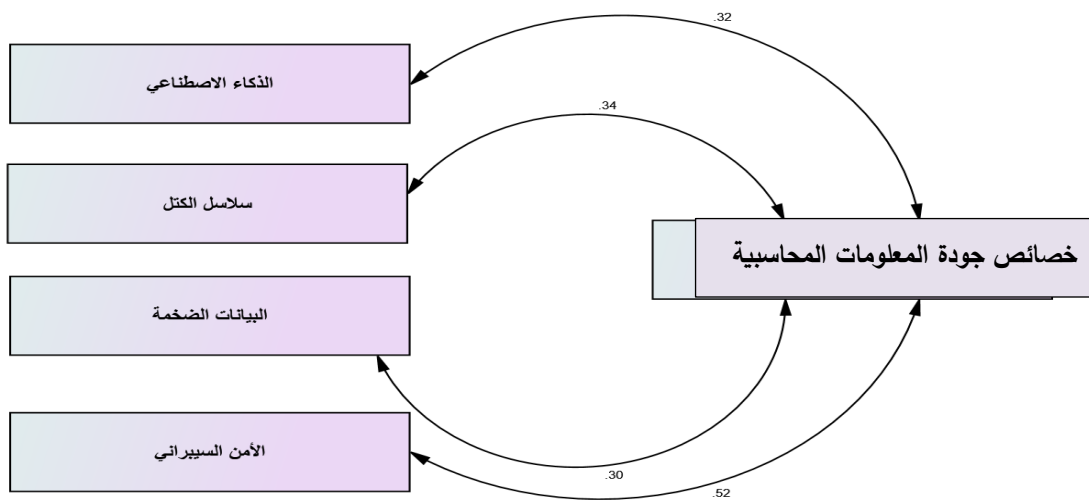 .32
الذكاء الاصطناعي
.34
سلاسل الكتل
خصائص جودة المعلومات المحاسبية
البيانات الضخمة
الأمن السيبراني
.30
.52